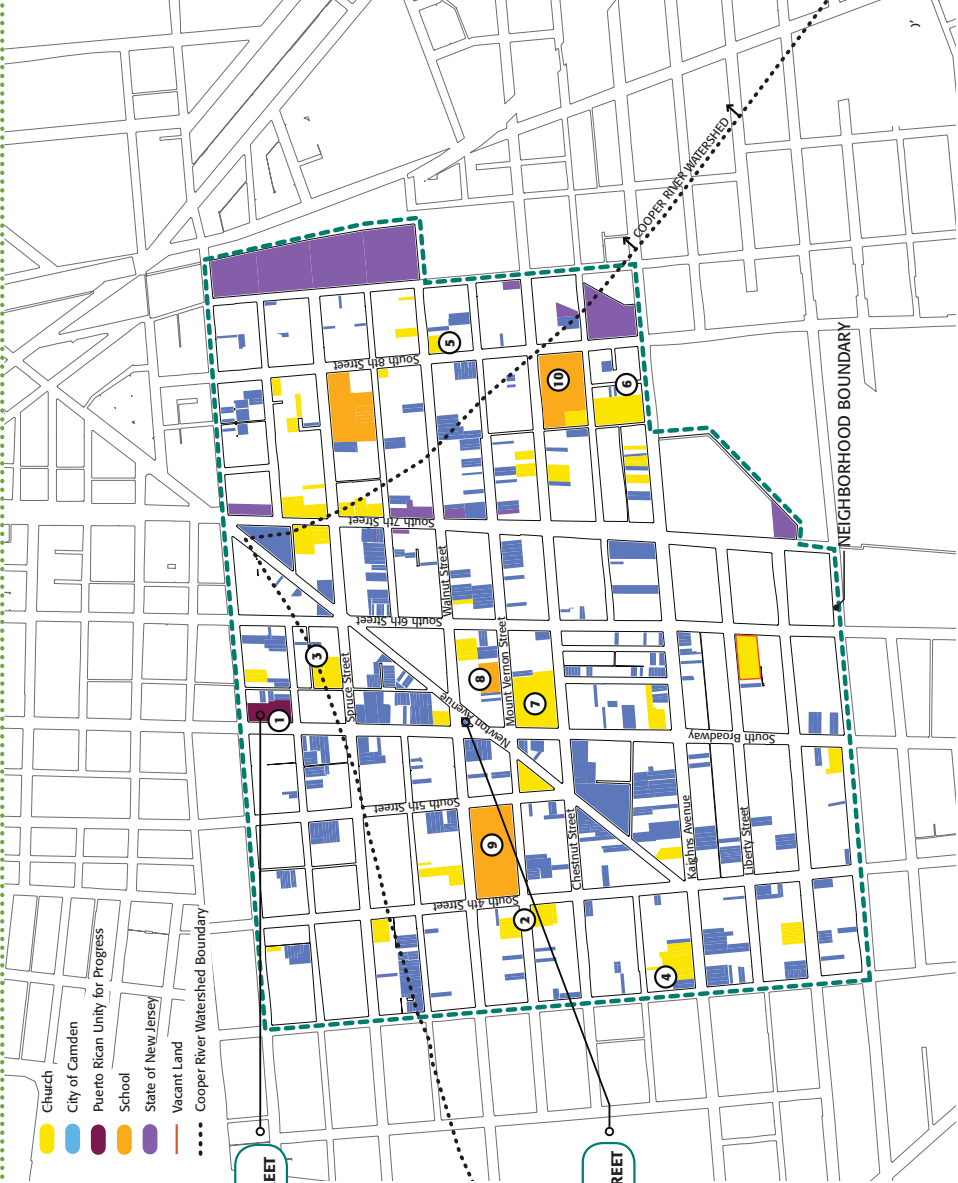 Church
City of Camden
Puerto Rican Unity for Progress
School
State of New Jersey
Vacant Land
Cooper River Watershed Boundary
EET
REET
COOPER RIVER WATERSHED
NEIGHBORHOOD BOUNDARY
South 8th Street
South 7th Street
South 6th Street
South Broadway
South 5th Street
South 4th Street
Spruce Street
Walnut Street
Newton Avenue
Mount Vernon Street
Chestnut Street
Kaighns Avenue
Liberty Street
1
2
3
4
5
6
7
8
9
10